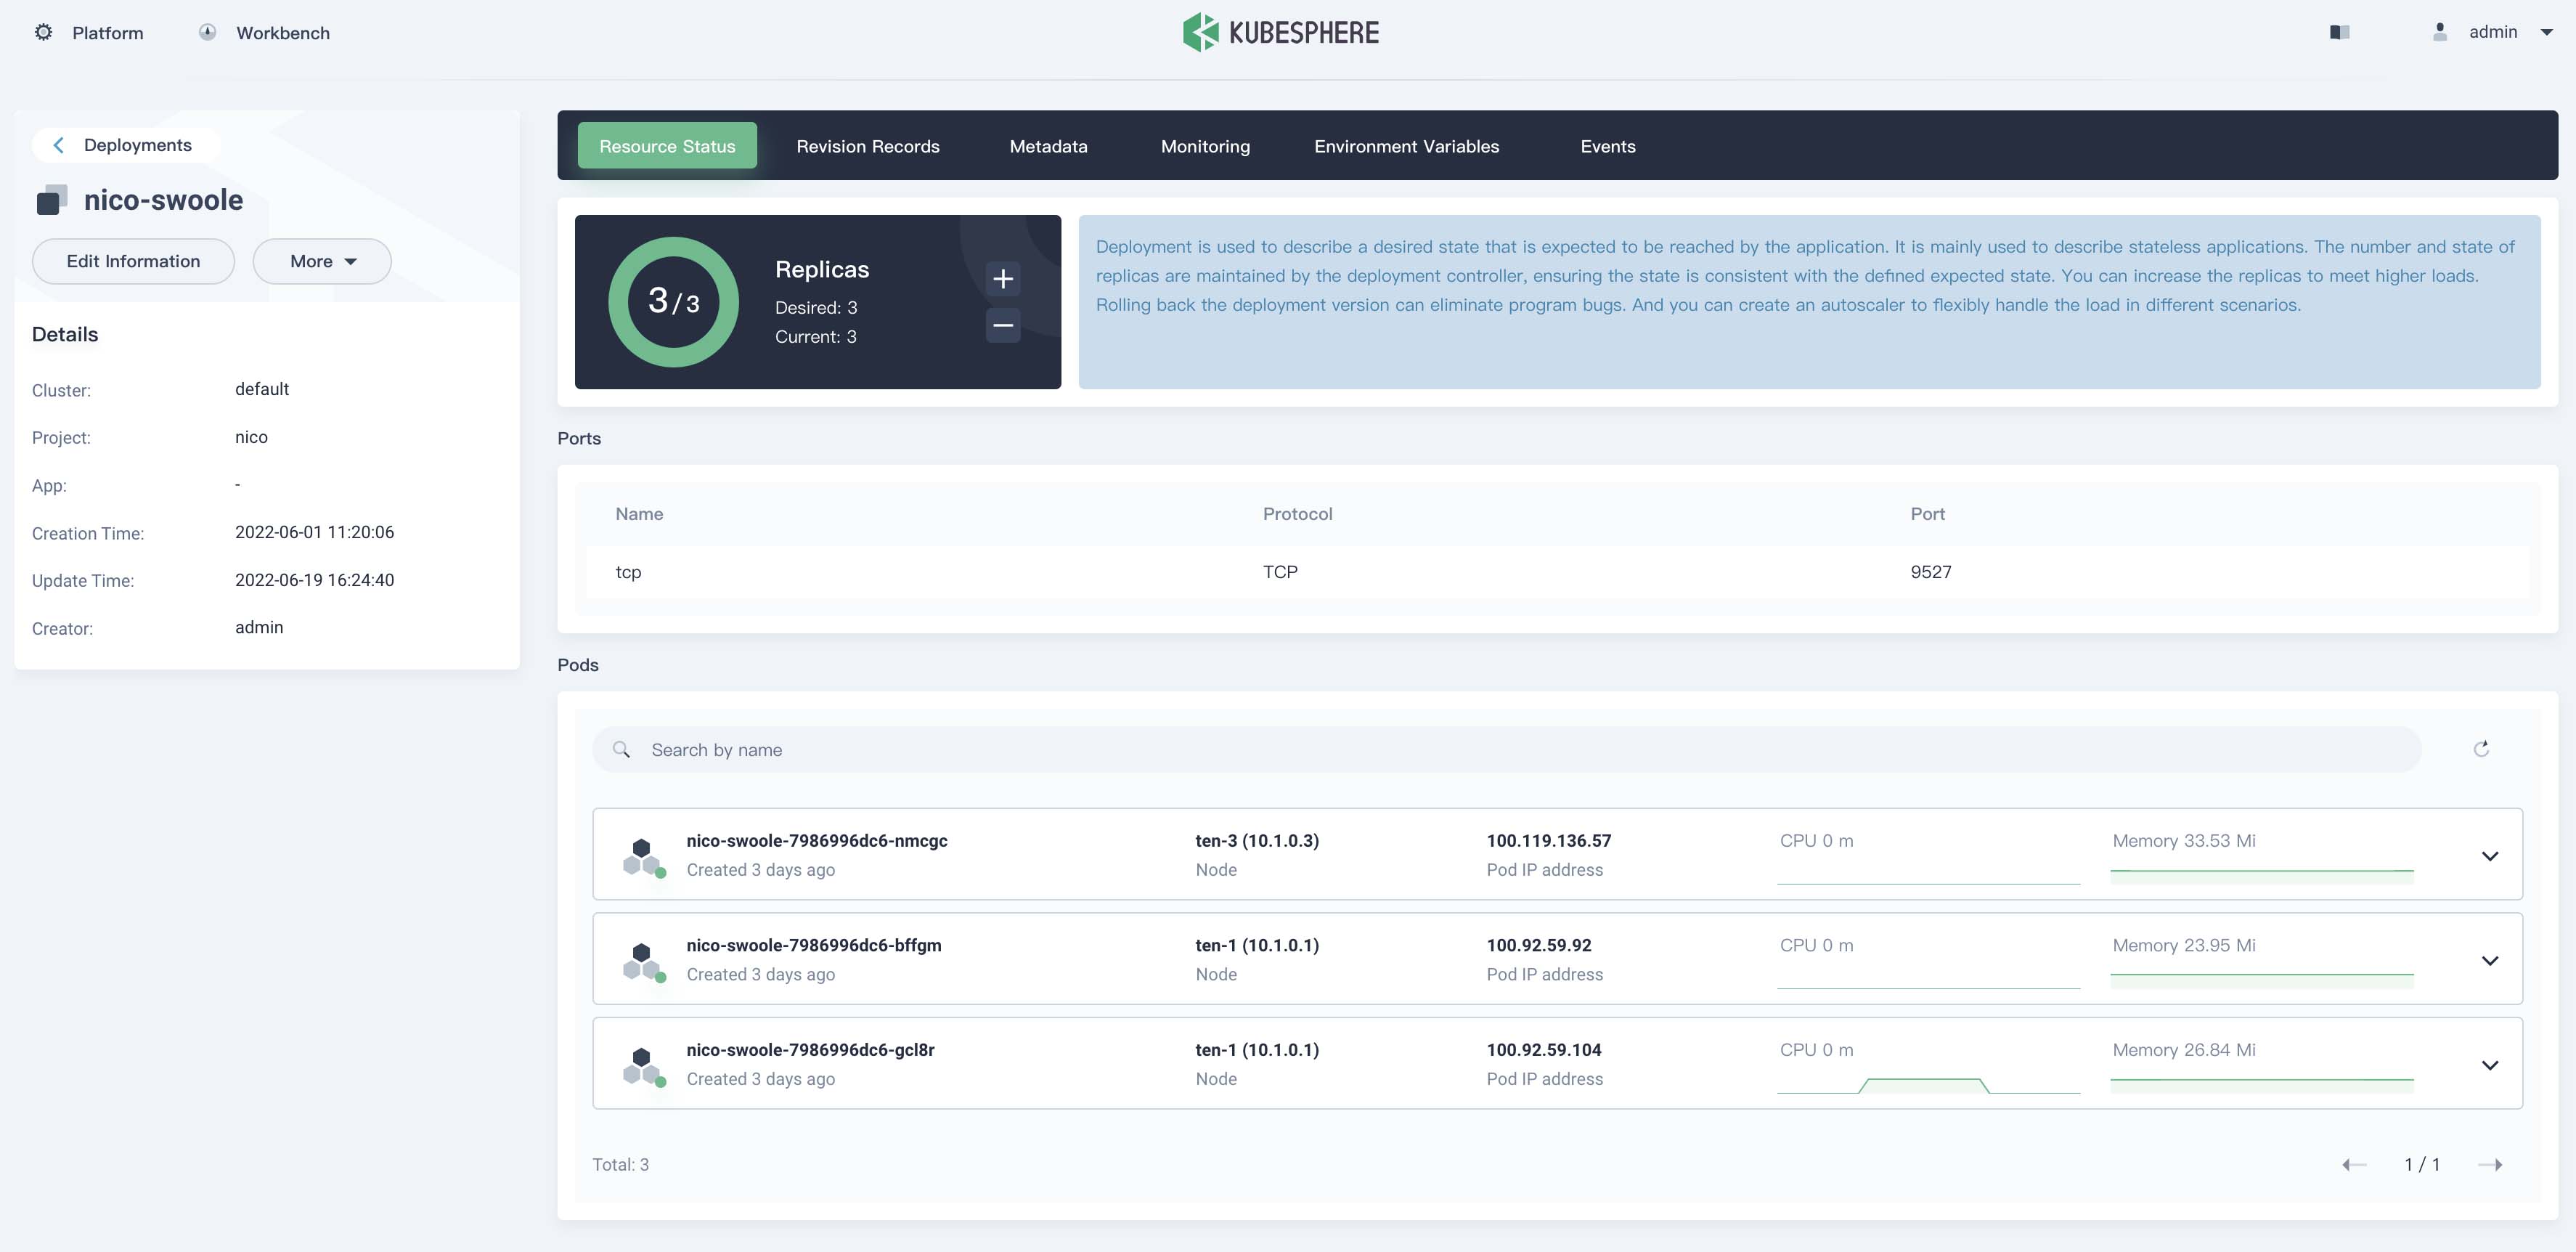 Platform
Workbench
KUBESPHERE
admin
Deployments
nico-swoole
Edit Information
More
Details
Cluster: default
Project: nico
App: -
Creation Time: 2022-06-01 11:20:06
Update Time: 2022-06-19 16:24:40
Creator: admin
Resource Status
Revision Records
Metadata
Monitoring
Environment Variables
Events
3/3
Replicas
Desired: 3
Current: 3
Deployment is used to describe a desired state that is expected to be reached by the application. It is mainly used to describe stateless applications. The number and state of
replicas are maintained by the deployment controller, ensuring the state is consistent with the defined expected state. You can increase the replicas to meet higher loads.
Rolling back the deployment version can eliminate program bugs. And you can create an autoscaler to flexibly handle the load in different scenarios.
Ports
Name Protocol Port
tcp TCP 9527
Pods
Search by name
nico-swoole-7986996dc6-nmcgc ten-3 (10.1.0.3) 100.119.136.57 CPU 0 m Memory 33.53 Mi
Created 3 days ago Node Pod IP address
nico-swoole-7986996dc6-bffgm ten-1 (10.1.0.1) 100.92.59.92 CPU 0 m Memory 23.95 Mi
Created 3 days ago Node Pod IP address
nico-swoole-7986996dc6-gcl8r ten-1 (10.1.0.1) 100.92.59.104 CPU 0 m Memory 26.84 Mi
Created 3 days ago Node Pod IP address
Total: 3
1 / 1